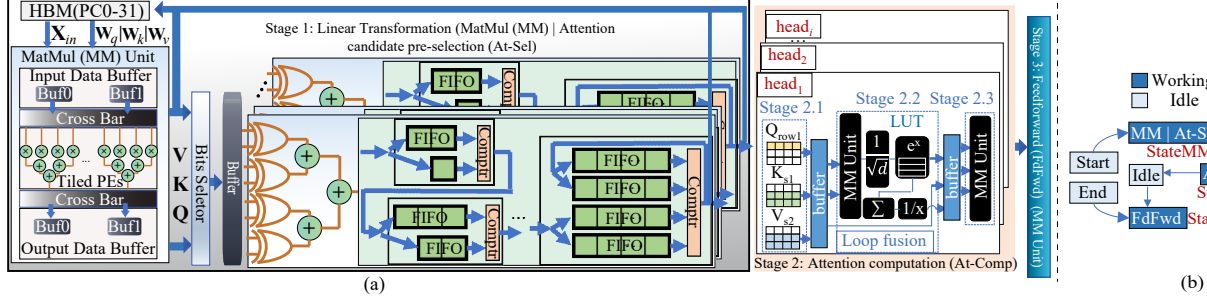 HBM(PC0-31)
X_in
W_q|W_k|W_v
MatMul (MM) Unit
Input Data Buffer
Buf0
Buf1
Cross Bar
...
Tiled PEs
Cross Bar
Buf0
Buf1
Output Data Buffer
V
K
Q
Bits Seletor
Buffer
Stage 1: Linear Transformation (MatMul (MM) | Attention
candidate pre-selection (At-Sel)
FIFO
Comptr
FIFO
FIFO
Comptr
FIFO
FIFO
Comptr
...
FIFO
FIFO
FIFO
FIFO
Comptr
(a)
head_i
head_2
head_1
Stage 2.1
Stage 2.2
Stage 2.3
LUT
Q_row1
K_s1
V_s2
buffer
MM Unit
1
√d
e^x
∑
1/x
buffer
MM Unit
Loop fusion
Stage 2: Attention computation (At-Comp)
Stage 3: Feedforward (FdFwd) (MM Unit)
Working
Idle
MM | At-S
StateMM
Start
Idle
A
S
End
FdFwd
Sta
(b)